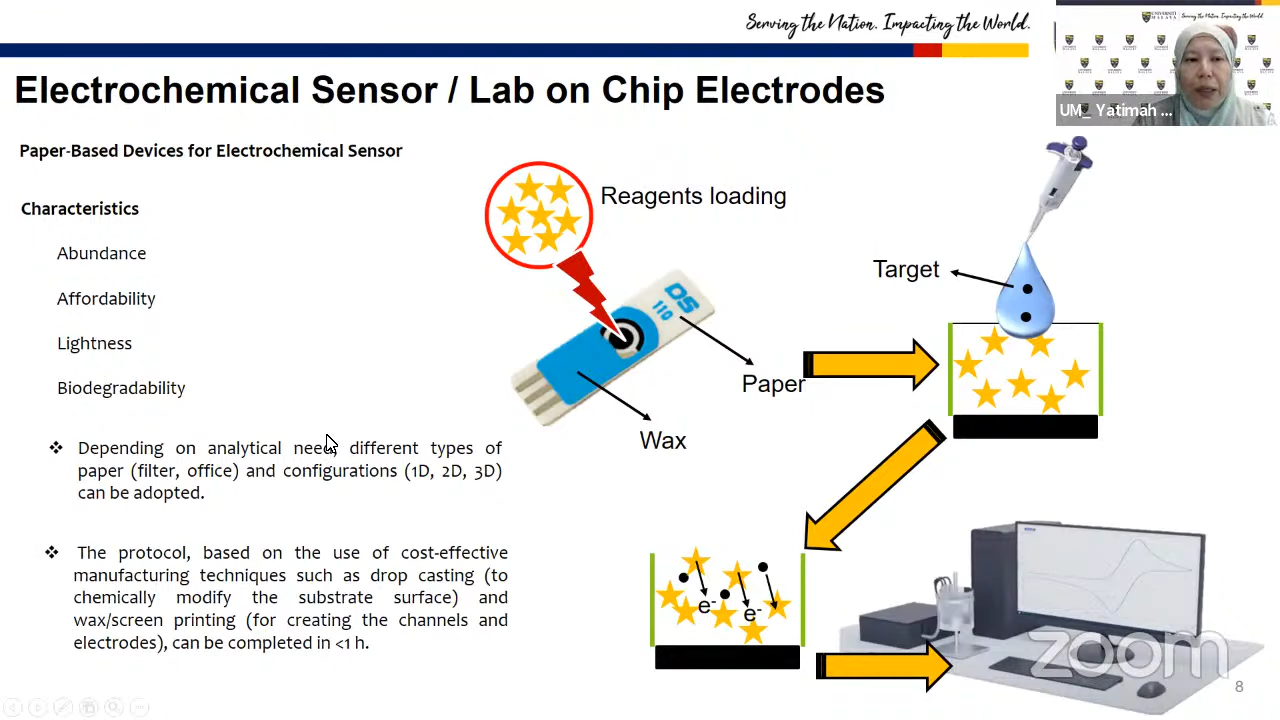 Serving the Nation. Impacting the World.
Electrochemical Sensor / Lab on Chip Electrodes
UM_ Yatimah ...
Paper-Based Devices for Electrochemical Sensor
Characteristics
Abundance
Affordability
Lightness
Biodegradability
❖ Depending on analytical need, different types of
paper (filter, office) and configurations (1D, 2D, 3D)
can be adopted.
❖ The protocol, based on the use of cost-effective
manufacturing techniques such as drop casting (to
chemically modify the substrate surface) and
wax/screen printing (for creating the channels and
electrodes), can be completed in <1 h.
Reagents loading
DS
110
Paper
Wax
Target
e-
e-
zoom
8